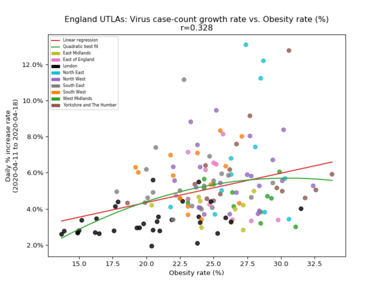 England UTLAs: Virus case-count growth rate vs. Obesity rate (%)
r=0.328
Linear regression
Quadratic best fit
East Midlands
East of England
London
North East
North West
South East
South West
West Midlands
Yorkshire and The Humber
12.0%
10.0%
8.0%
6.0%
4.0%
2.0%
Daily % increase rate
(2020-04-11 to 2020-04-18)
15.0
17.5
20.0
22.5
25.0
27.5
30.0
32.5
Obesity rate (%)